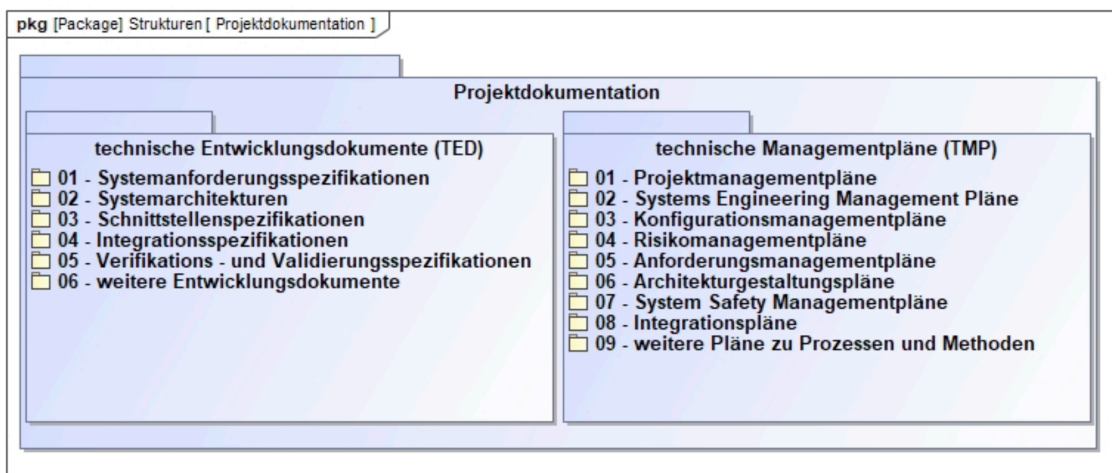 pkg [Package] Strukturen [ Projektdokumentation ]
Projektdokumentation
technische Entwicklungsdokumente (TED)
01 - Systemanforderungsspezifikationen
02 - Systemarchitekturen
03 - Schnittstellenspezifikationen
04 - Integrationsspezifikationen
05 - Verifikations - und Validierungsspezifikationen
06 - weitere Entwicklungsdokumente
technische Managementpläne (TMP)
01 - Projektmanagementpläne
02 - Systems Engineering Management Pläne
03 - Konfigurationsmanagementpläne
04 - Risikomanagementpläne
05 - Anforderungsmanagementpläne
06 - Architekturgestaltungspläne
07 - System Safety Managementpläne
08 - Integrationspläne
09 - weitere Pläne zu Prozessen und Methoden